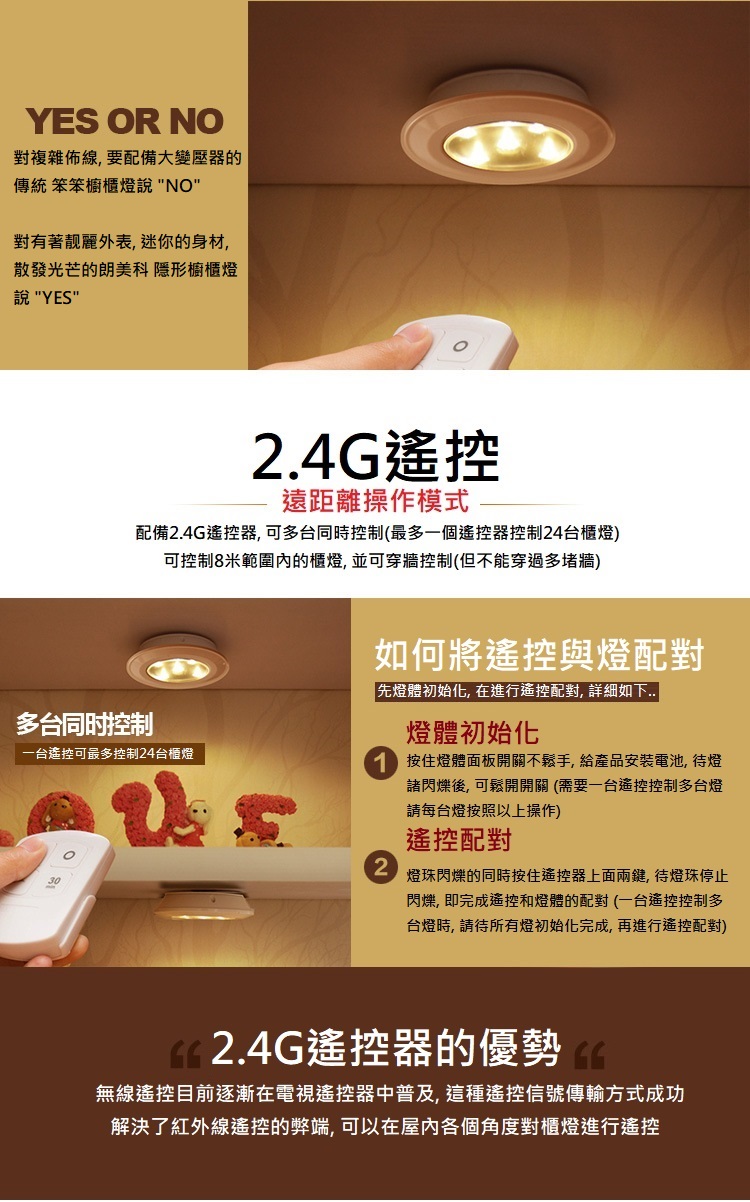 YES OR NO
對複雜佈線, 要配備大變壓器的
傳統 笨笨櫥櫃燈說 "NO"
對有著靚麗外表, 迷你的身材,
散發光芒的朗美科 隱形櫥櫃燈
說 "YES"
2.4G遙控
遠距離操作模式
配備2.4G遙控器, 可多台同時控制(最多一個遙控器控制24台櫃燈)
可控制8米範圍內的櫃燈, 並可穿牆控制(但不能穿過多堵牆)
多台同时控制
一台遙控可最多控制24台櫃燈
30
min
如何將遙控與燈配對
先燈體初始化, 在進行遙控配對, 詳細如下..
1
燈體初始化
按住燈體面板開關不鬆手, 給產品安裝電池, 待燈
諸閃爍後, 可鬆開開關 (需要一台遙控控制多台燈
請每台燈按照以上操作)
2
遙控配對
燈珠閃爍的同時按住遙控器上面兩鍵, 待燈珠停止
閃爍, 即完成遙控和燈體的配對 (一台遙控控制多
台燈時, 請待所有燈初始化完成, 再進行遙控配對)
“ 2.4G遙控器的優勢 “
無線遙控目前逐漸在電視遙控器中普及, 這種遙控信號傳輸方式成功
解決了紅外線遙控的弊端, 可以在屋內各個角度對櫃燈進行遙控